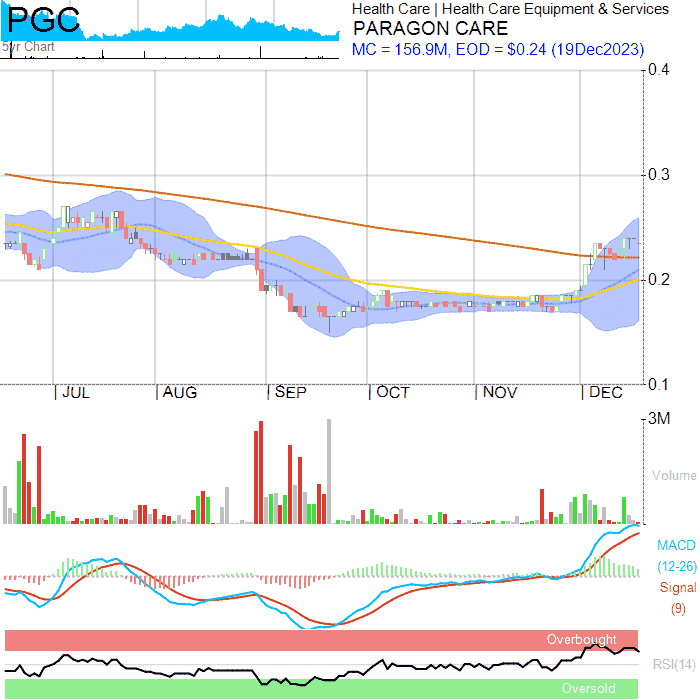 PGC
5yr Chart
Health Care | Health Care Equipment & Services
PARAGON CARE
MC = 156.9M, EOD = $0.24 (19Dec2023)
0.4
0.3
0.2
0.1
JUL AUG SEP OCT NOV DEC
3M
Volume
MACD
(12-26)
Signal
(9)
Overbought
RSI(14)
Oversold